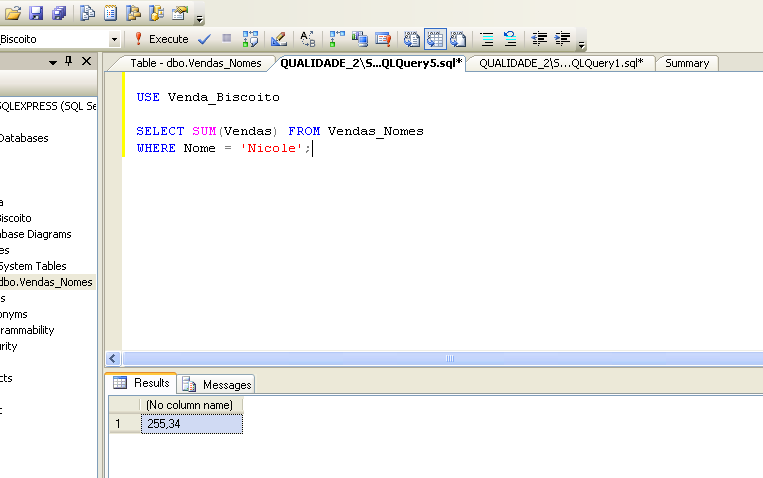 Biscoito
Execute
Table - dbo.Vendas_Nomes
QUALIDADE_2\S...QLQuery5.sql*
QUALIDADE_2\S...QLQuery1.sql*
Summary
SQLEXPRESS (SQL Se
Databases
a
Biscoito
abase Diagrams
es
System Tables
dbo.Vendas_Nomes
s
onyms
rammability
urity
cts
USE Venda_Biscoito
SELECT SUM(Vendas) FROM Vendas_Nomes
WHERE Nome = 'Nicole';
Results
Messages
(No column name)
1 255,34